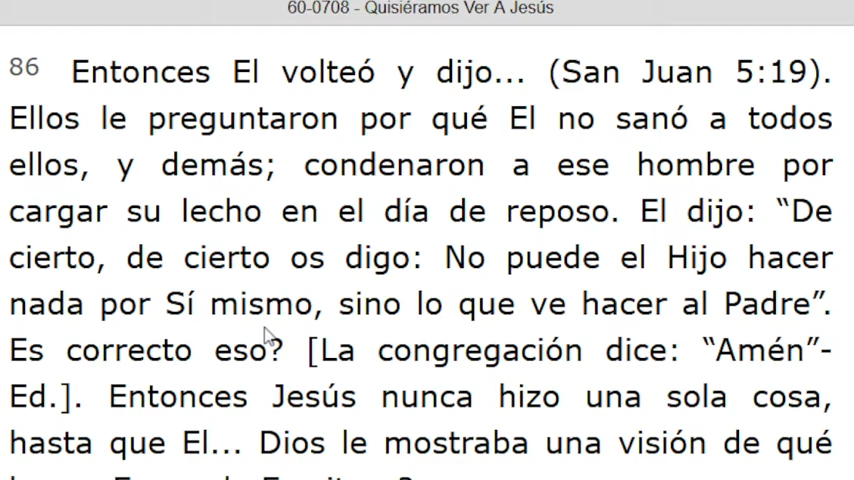 60-0708 - Quisiéramos Ver A Jesús
86 Entonces El volteó y dijo... (San Juan 5:19).
Ellos le preguntaron por qué El no sanó a todos
ellos, y demás; condenaron a ese hombre por
cargar su lecho en el día de reposo. El dijo: “De
cierto, de cierto os digo: No puede el Hijo hacer
nada por Sí mismo, sino lo que ve hacer al Padre”.
Es correcto eso? [La congregación dice: “Amén”-
Ed.]. Entonces Jesús nunca hizo una sola cosa,
hasta que El... Dios le mostraba una visión de qué